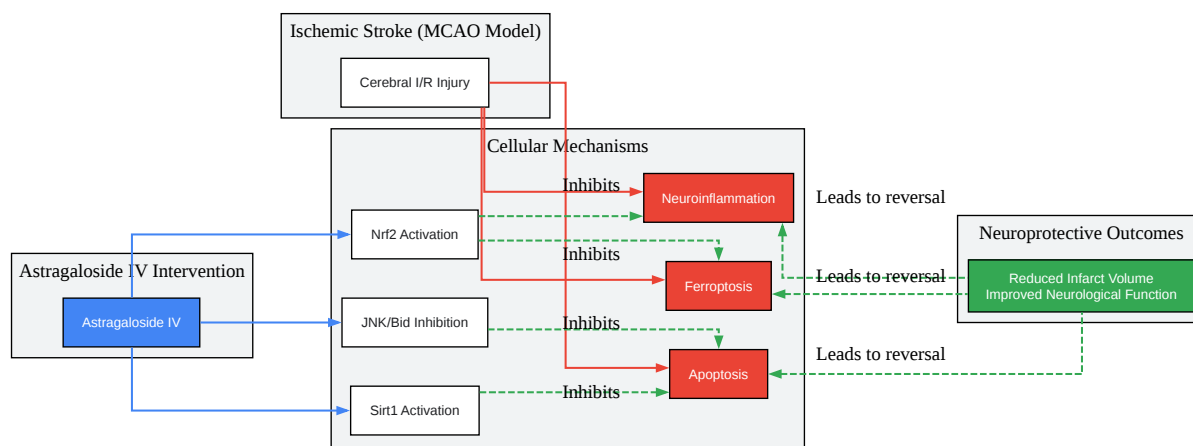 Ischemic Stroke (MCAO Model)
Cerebral I/R Injury
Cellular Mechanisms
Inhibits
Neuroinflammation
Leads to reversal
Nrf2 Activation
Inhibits
Neuroprotective Outcomes
Astragaloside IV Intervention
Ferroptosis
Leads to reversal
Reduced Infarct Volume
Improved Neurological Function
Astragaloside IV
JNK/Bid Inhibition
Inhibits
Leads to reversal
Apoptosis
Inhibits
Sirt1 Activation